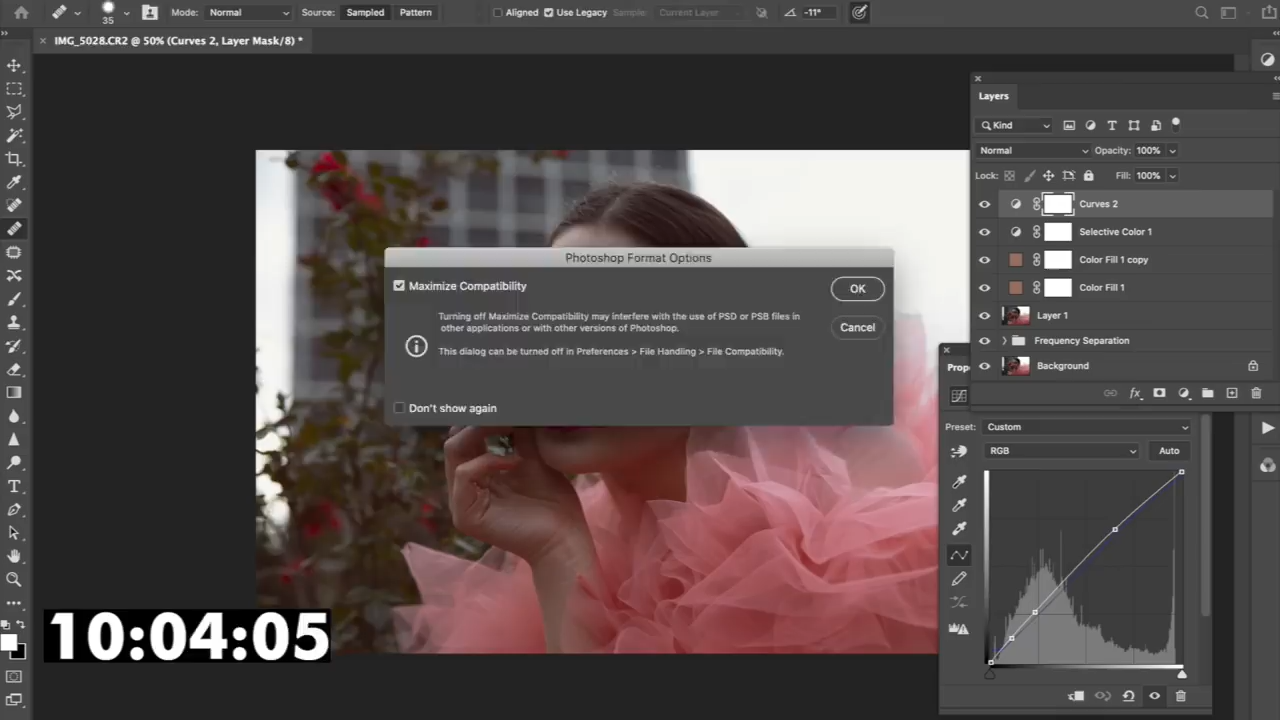 35
Mode: Normal
Source: Sampled Pattern
Aligned
Use Legacy
Sample: Current Layer
-11°
IMG_5028.CR2 @ 50% (Curves 2, Layer Mask/8) *
Layers
Kind
Normal
Opacity: 100%
Lock:
Fill: 100%
Curves 2
Selective Color 1
Color Fill 1 copy
Color Fill 1
Layer 1
Frequency Separation
Background
fx
Photoshop Format Options
Maximize Compatibility
OK
Turning off Maximize Compatibility may interfere with the use of PSD or PSB files in
other applications or with other versions of Photoshop.
Cancel
This dialog can be turned off in Preferences > File Handling > File Compatibility.
Don't show again
Prop
Preset: Custom
RGB
Auto
10:04:05